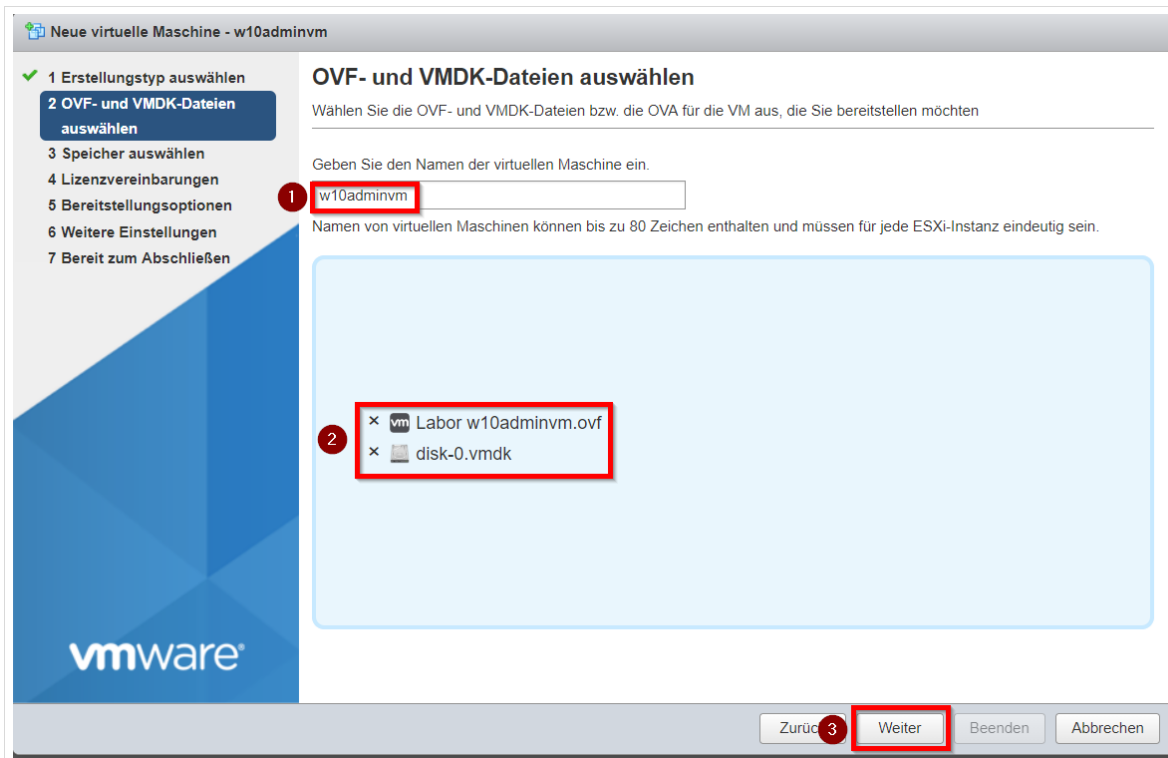 Neue virtuelle Maschine - w10adminvm
1 Erstellungstyp auswählen
2 OVF- und VMDK-Dateien
auswählen
3 Speicher auswählen
4 Lizenzvereinbarungen
5 Bereitstellungsoptionen
6 Weitere Einstellungen
7 Bereit zum Abschließen
vmware®
OVF- und VMDK-Dateien auswählen
Wählen Sie die OVF- und VMDK-Dateien bzw. die OVA für die VM aus, die Sie bereitstellen möchten
Geben Sie den Namen der virtuellen Maschine ein.
1 w10adminvm
Namen von virtuellen Maschinen können bis zu 80 Zeichen enthalten und müssen für jede ESXi-Instanz eindeutig sein.
× vm Labor w10adminvm.ovf
2
× disk-0.vmdk
Zurüc 3 Weiter Beenden Abbrechen